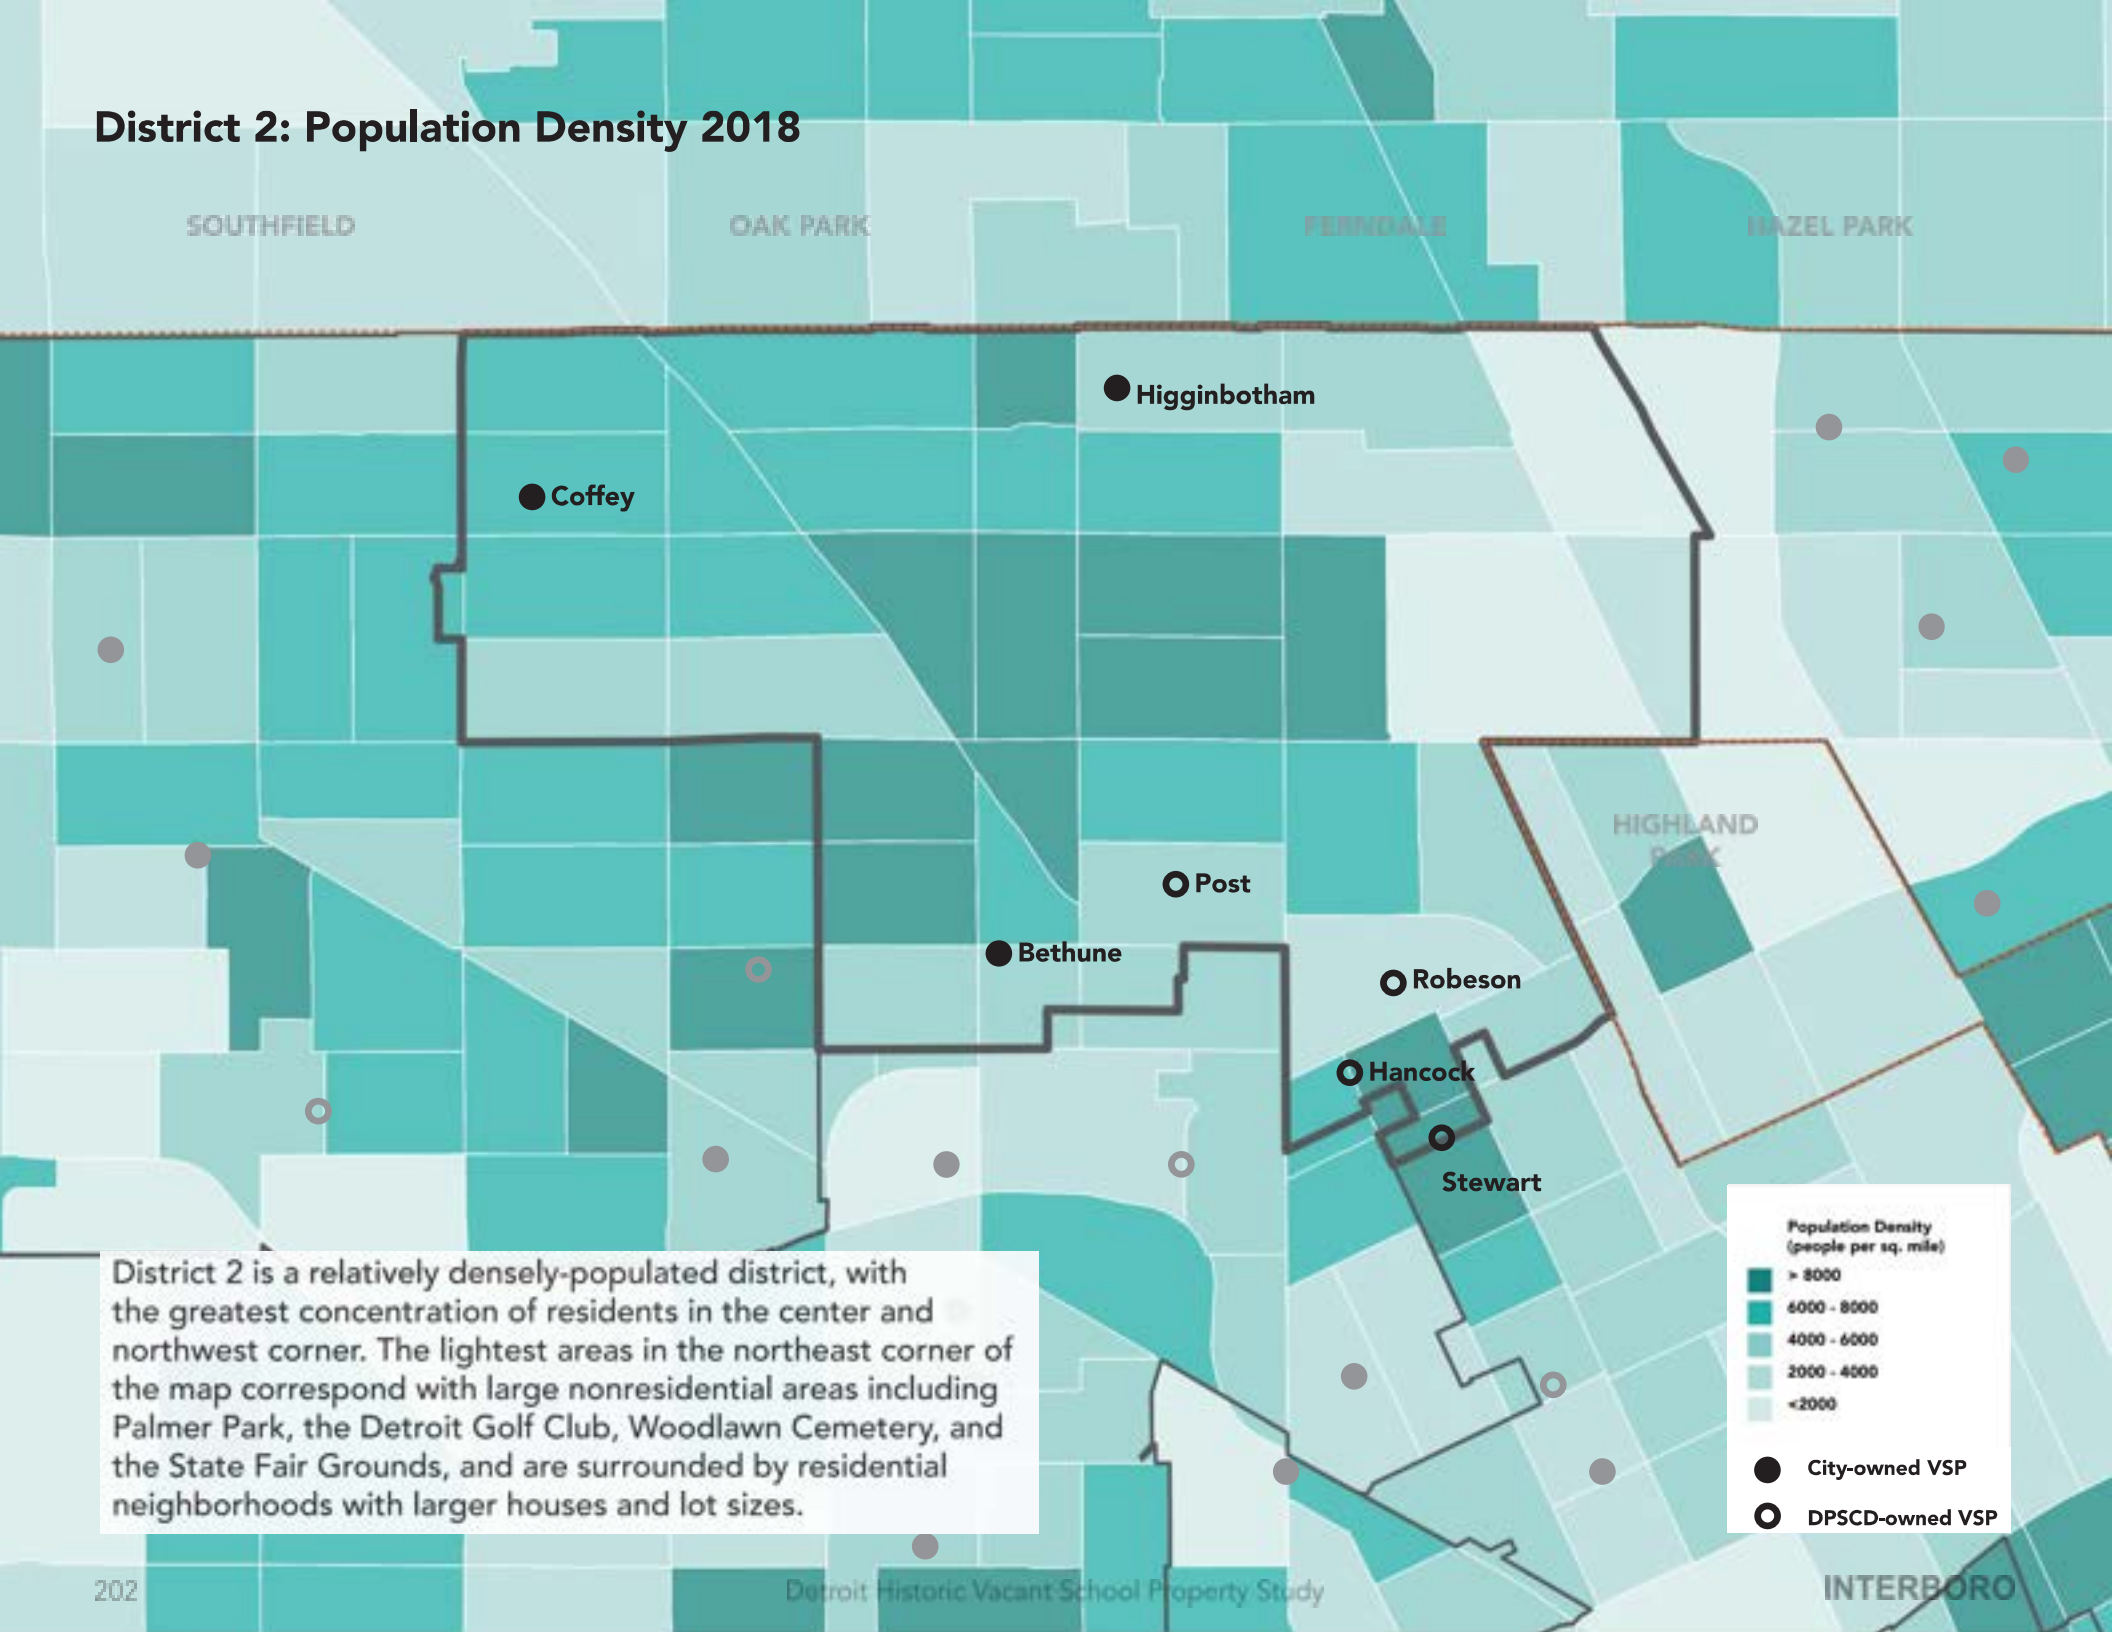 District 2: Population Density 2018
SOUTHFIELD
OAK PARK
FERNDALE
HAZEL PARK
Higginbotham
Coffey
HIGHLAND
PARK
Post
Bethune
Robeson
Hancock
Stewart
Population Density
(people per sq. mile)
> 8000
6000 - 8000
4000 - 6000
2000 - 4000
<2000
City-owned VSP
DPSCD-owned VSP
District 2 is a relatively densely-populated district, with
the greatest concentration of residents in the center and
northwest corner. The lightest areas in the northeast corner of
the map correspond with large nonresidential areas including
Palmer Park, the Detroit Golf Club, Woodlawn Cemetery, and
the State Fair Grounds, and are surrounded by residential
neighborhoods with larger houses and lot sizes.
202
Detroit Historic Vacant School Property Study
INTERBORO